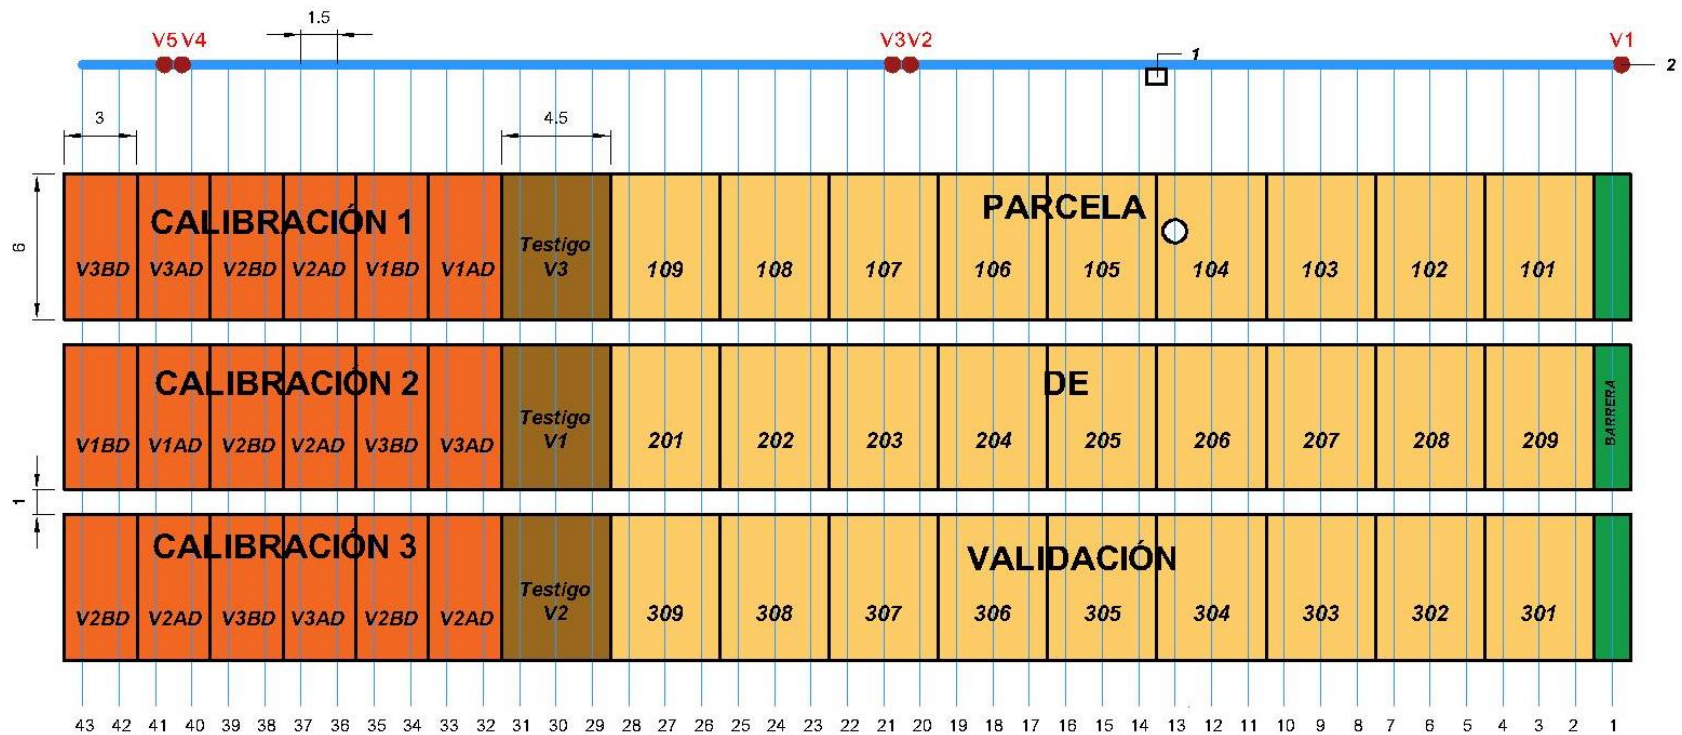 1.5
V5 V4
V3 V2
V1
1
2
3
4.5
6
CALIBRACIÓN 1
PARCELA
Testigo
V3
V3BD V3AD V2BD V2AD V1BD V1AD
109 108 107 106 105 104 103 102 101
CALIBRACIÓN 2
DE
Testigo
V1
V1BD V1AD V2BD V2AD V3BD V3AD
201 202 203 204 205 206 207 208 209
BARRERA
1
CALIBRACIÓN 3
VALIDACIÓN
Testigo
V2
V2BD V2AD V3BD V3AD V2BD V2AD
309 308 307 306 305 304 303 302 301
43 42 41 40 39 38 37 36 35 34 33 32 31 30 29 28 27 26 25 24 23 22 21 20 19 18 17 16 15 14 13 12 11 10 9 8 7 6 5 4 3 2 1